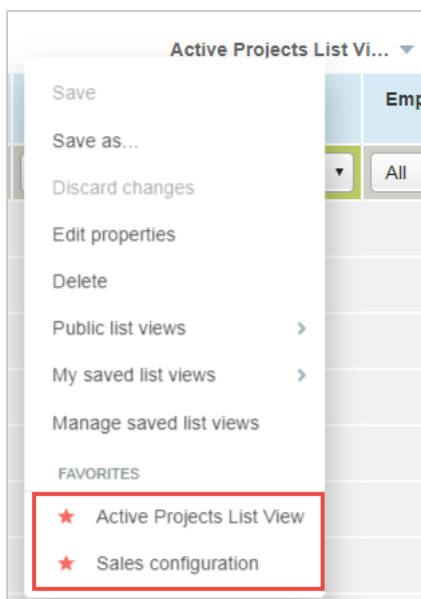 Active Projects List Vi...
Save
Emp
Save as...
All
Discard changes
Edit properties
Delete
Public list views
My saved list views
Manage saved list views
FAVORITES
Active Projects List View
Sales configuration